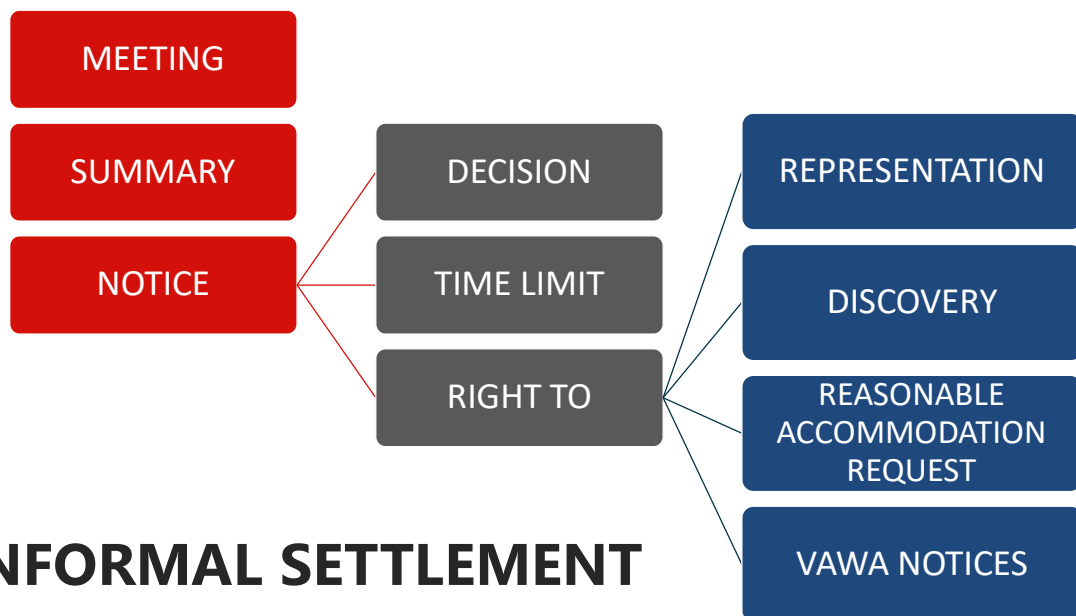 MEETING
SUMMARY
NOTICE
DECISION
TIME LIMIT
RIGHT TO
REPRESENTATION
DISCOVERY
REASONABLE
ACCOMMODATION
REQUEST
VAWA NOTICES
NFORMAL SETTLEMENT